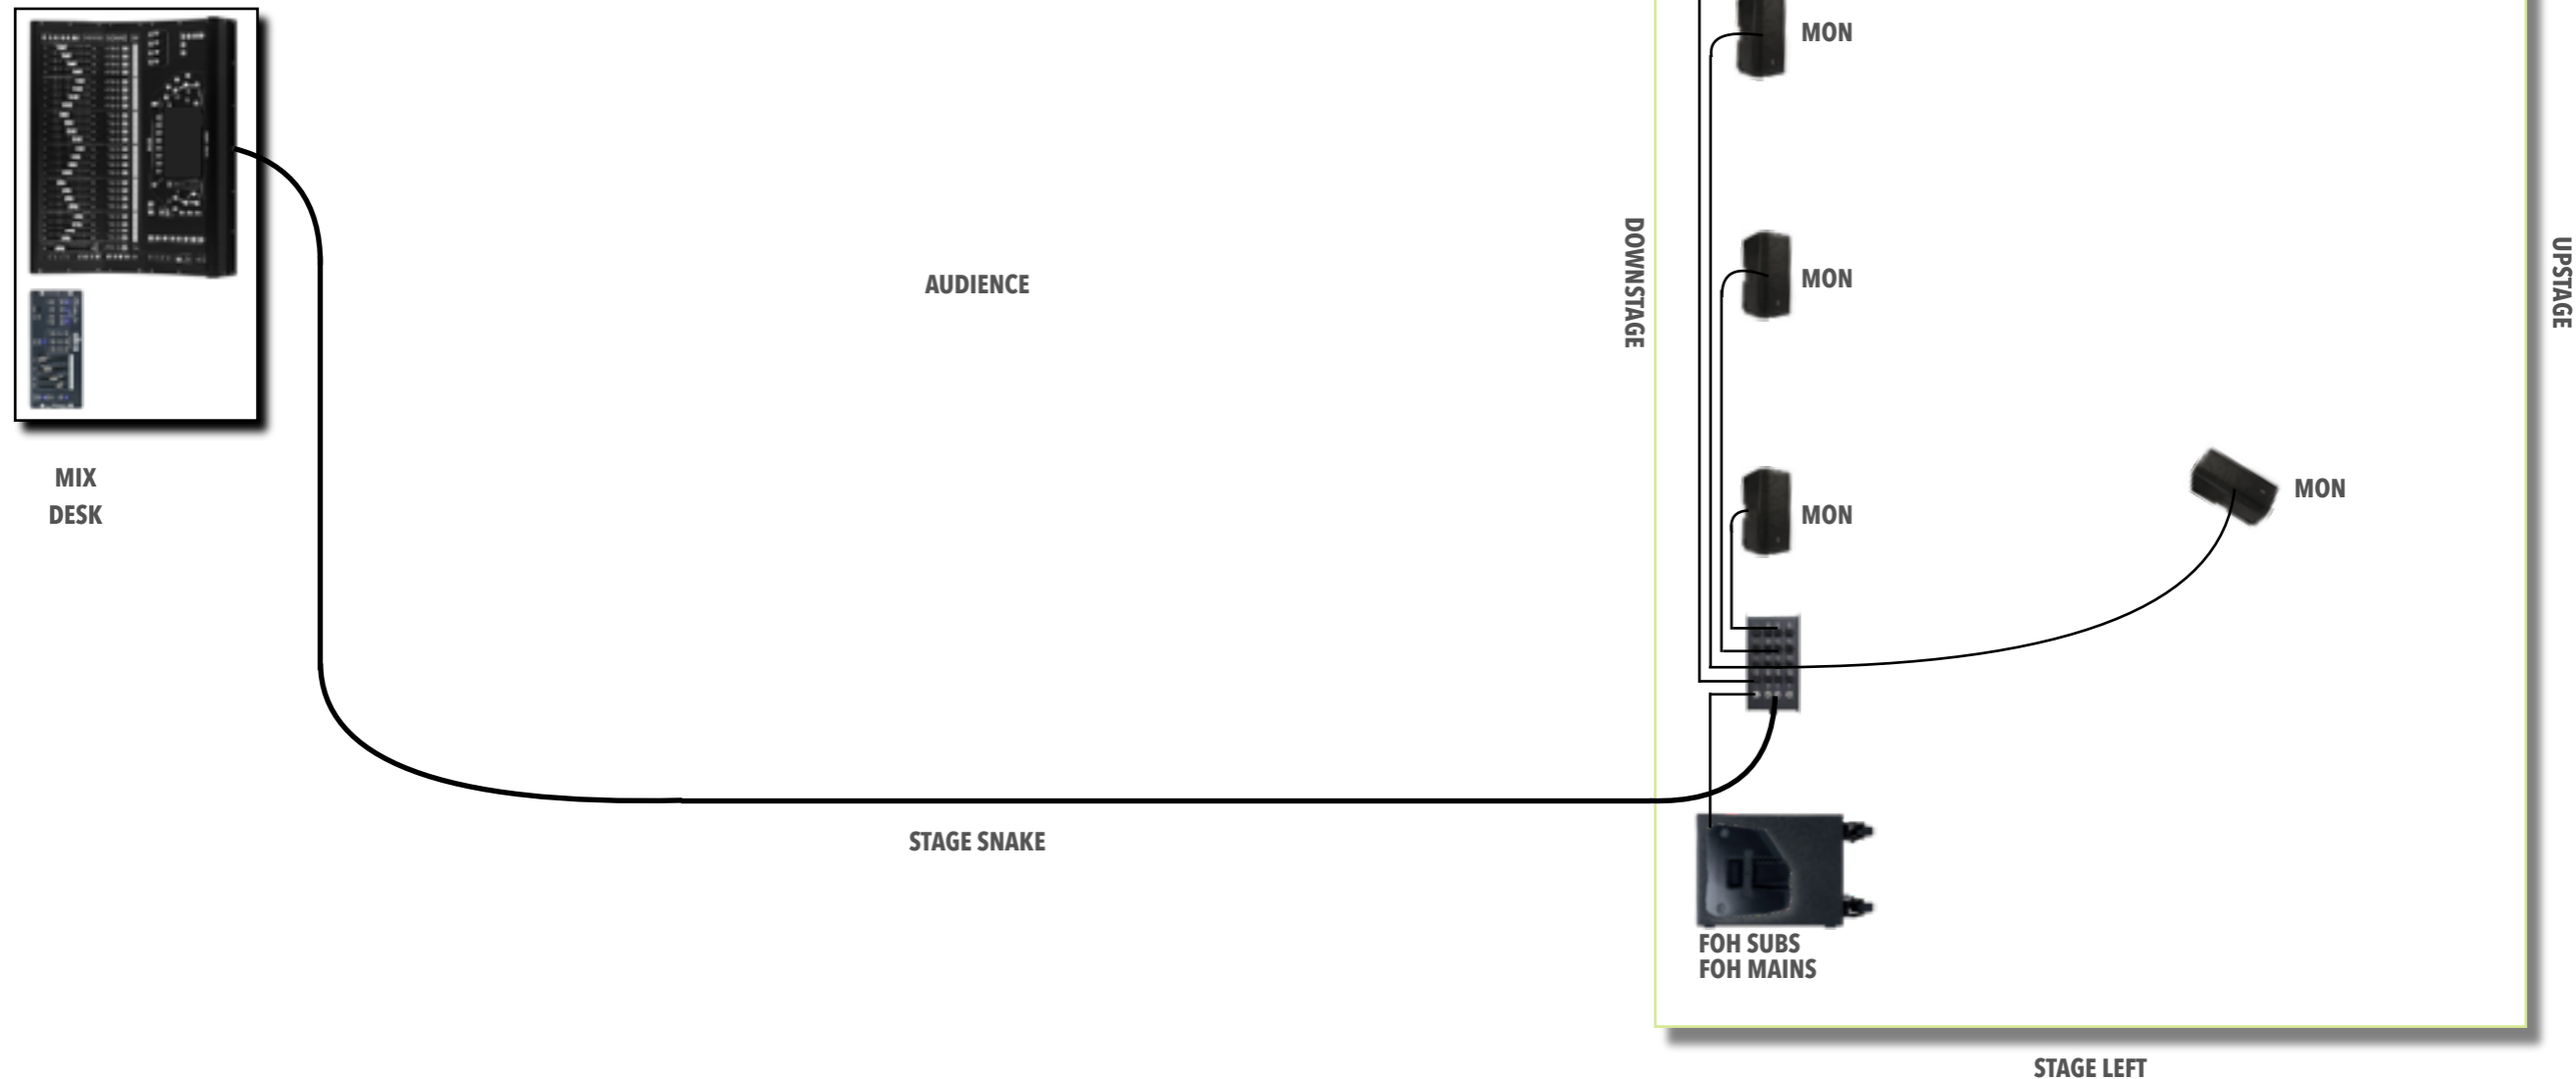 MON
DOWNSTAGE
UPSTAGE
MON
AUDIENCE
MIX
DESK
MON
MON
STAGE SNAKE
FOH SUBS
FOH MAINS
STAGE LEFT